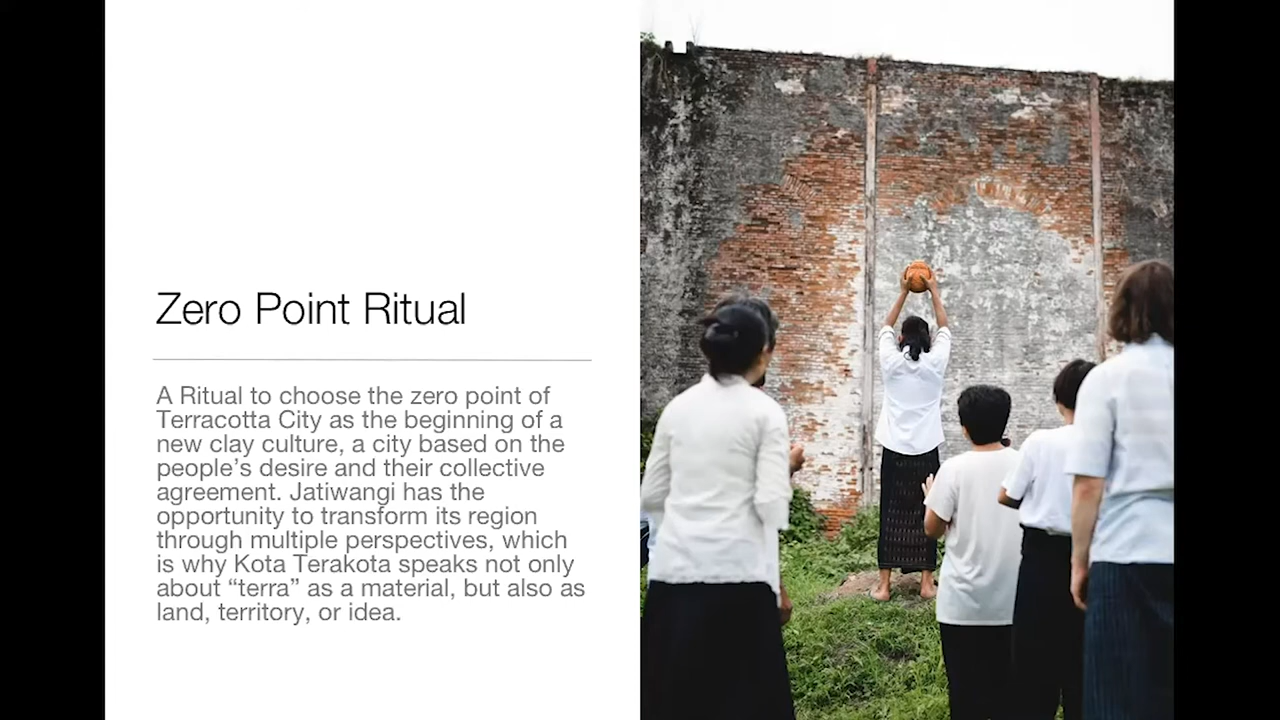 Zero Point Ritual
A Ritual to choose the zero point of
Terracotta City as the beginning of a
new clay culture, a city based on the
people’s desire and their collective
agreement. Jatiwangi has the
opportunity to transform its region
through multiple perspectives, which
is why Kota Terakota speaks not only
about “terra” as a material, but also as
land, territory, or idea.